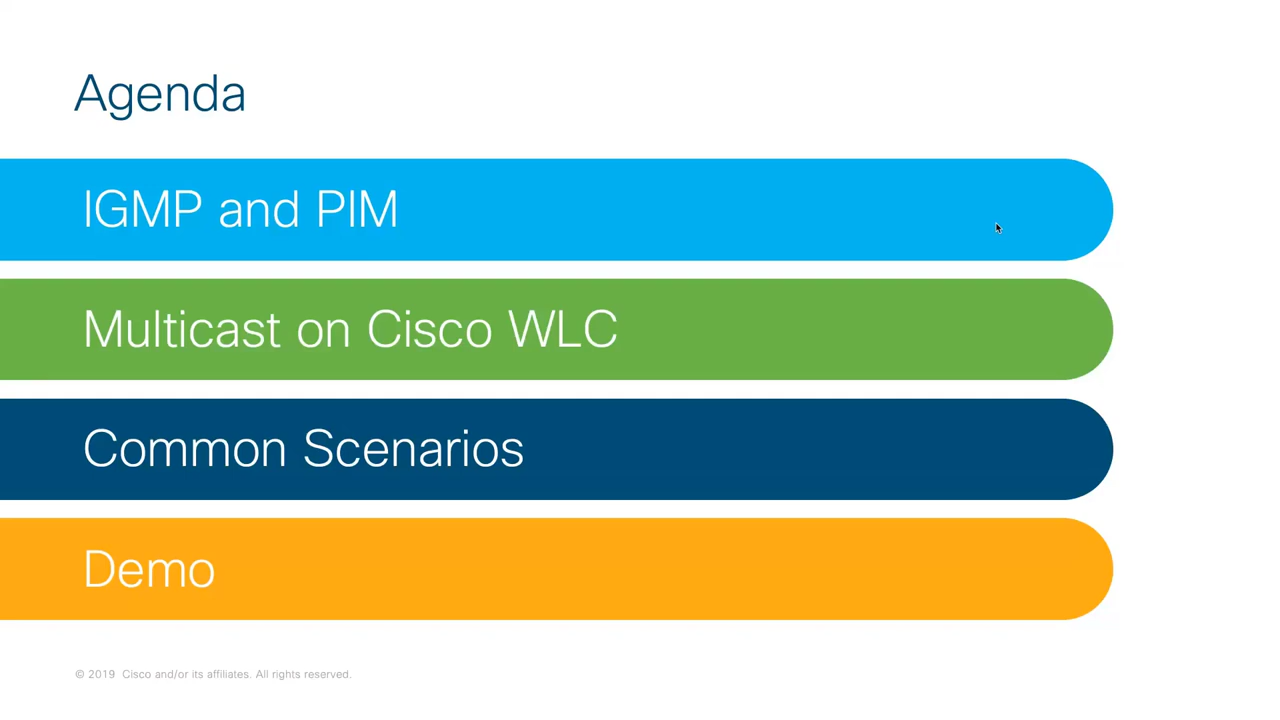 Agenda
IGMP and PIM
Multicast on Cisco WLC
Common Scenarios
Demo
© 2019 Cisco and/or its affiliates. All rights reserved.